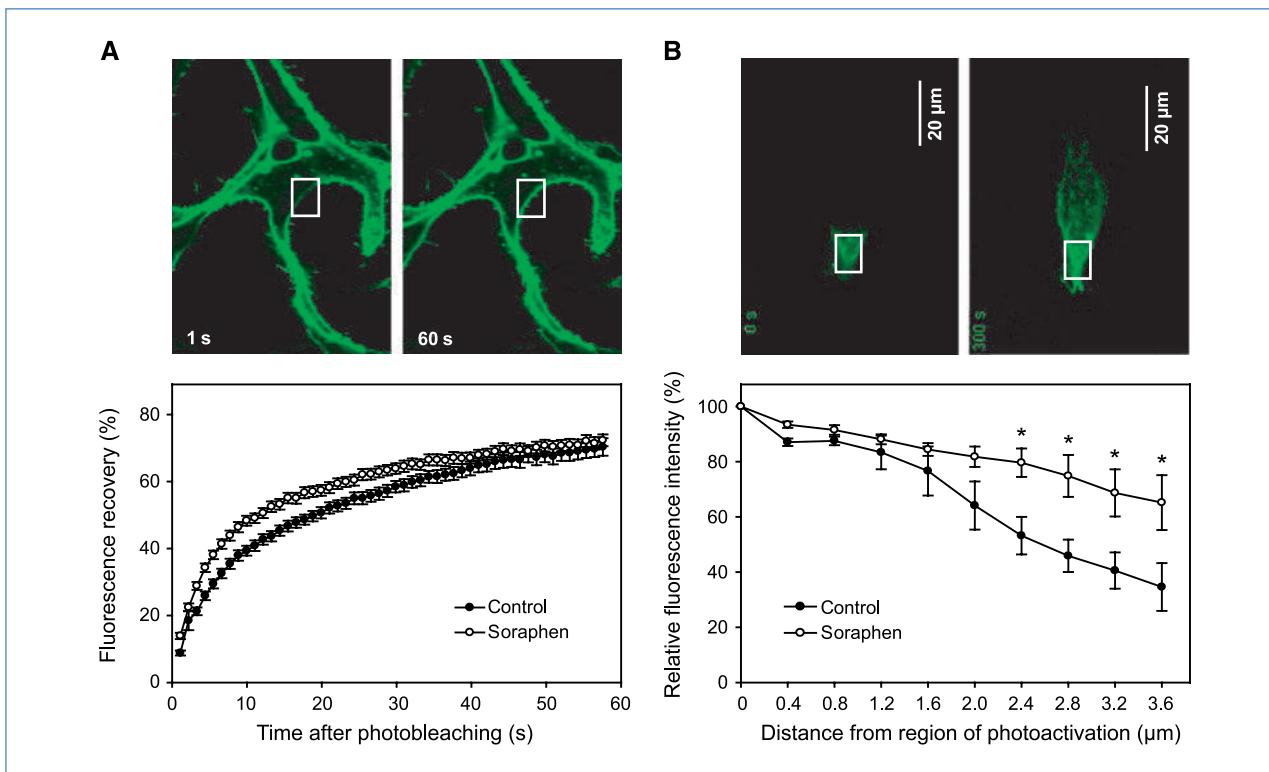 A
1 s
60 s
Fluorescence recovery (%)
80
60
40
20
0
Control
Soraphen
0 10 20 30 40 50 60
Time after photobleaching (s)
B
20 µm
20 µm
0 s
300 s
Relative fluorescence intensity (%)
100
80
60
40
20
0
* * * *
Control
Soraphen
0 0.4 0.8 1.2 1.6 2.0 2.4 2.8 3.2 3.6
Distance from region of photoactivation (µm)